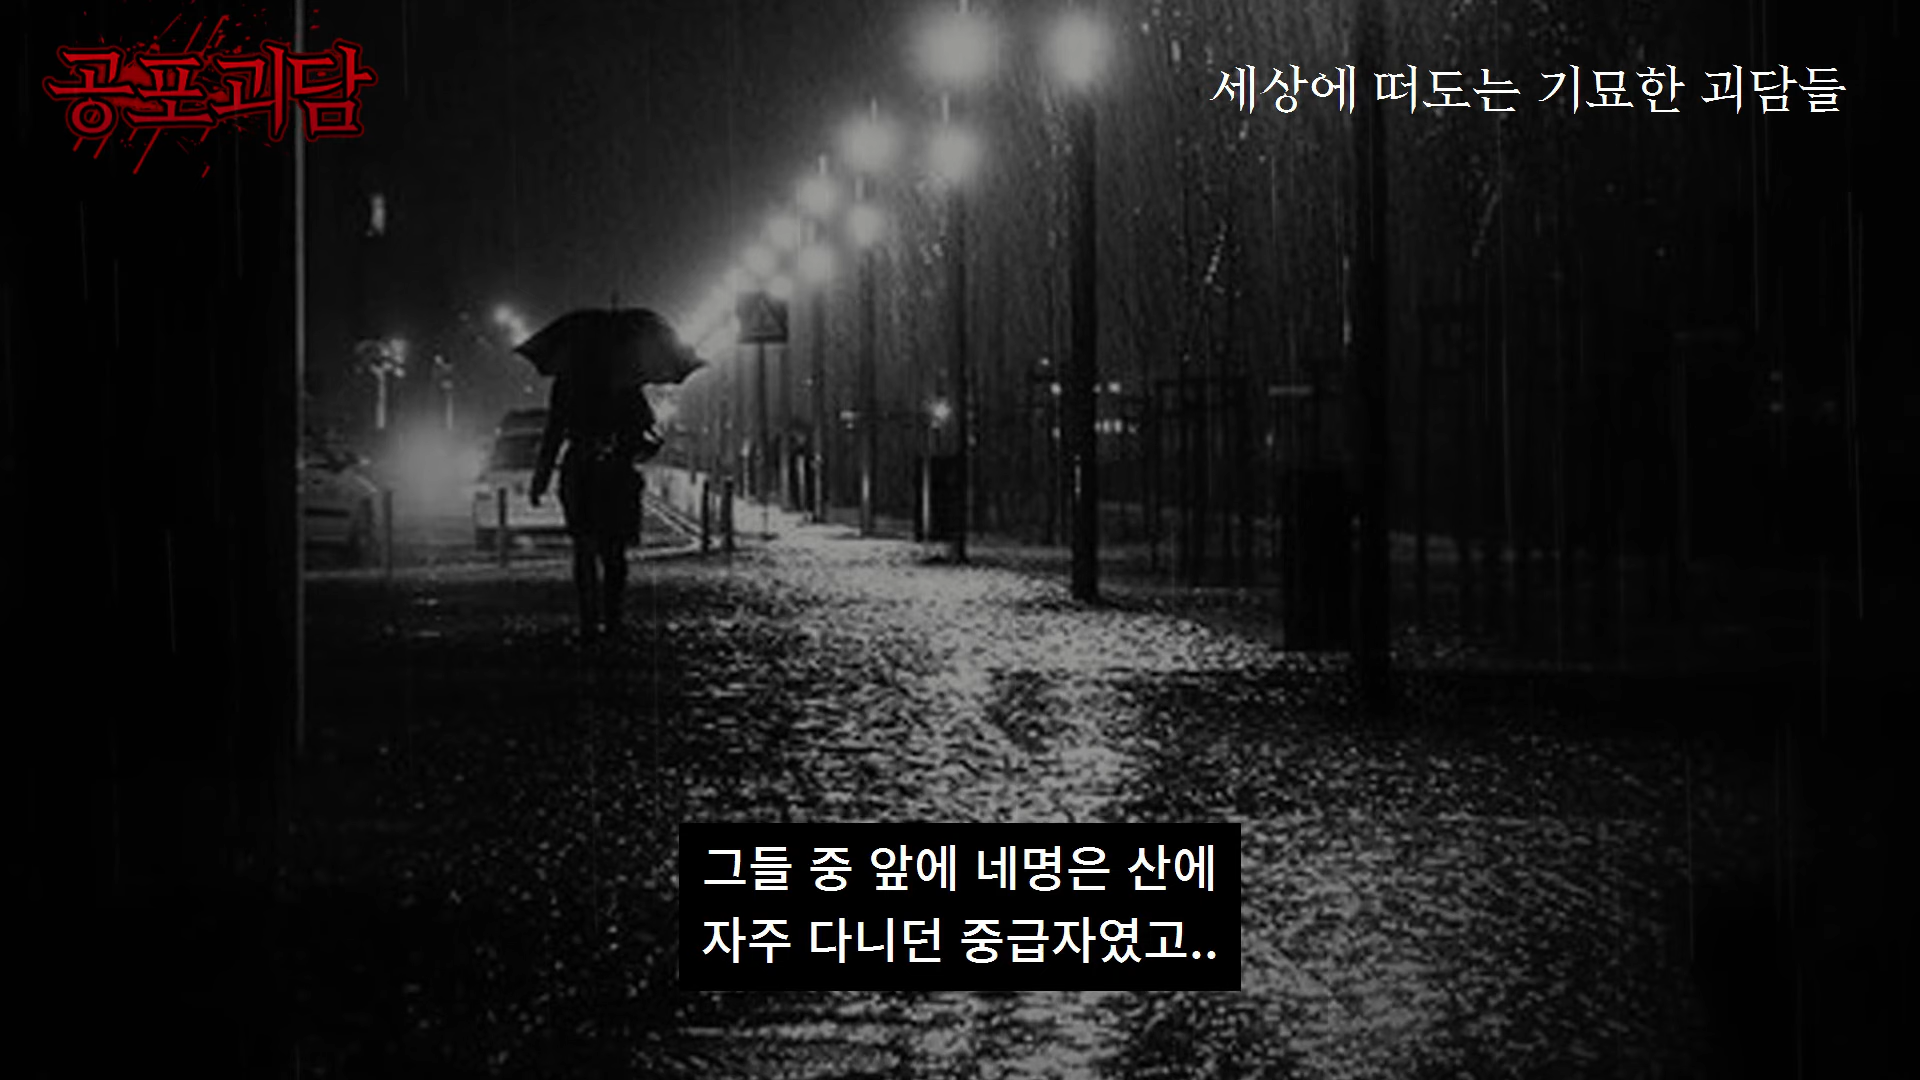 공포괴담
세상에 떠도는 기묘한 괴담들
그들 중 앞에 네명은 산에
자주 다니던 중급자였고..